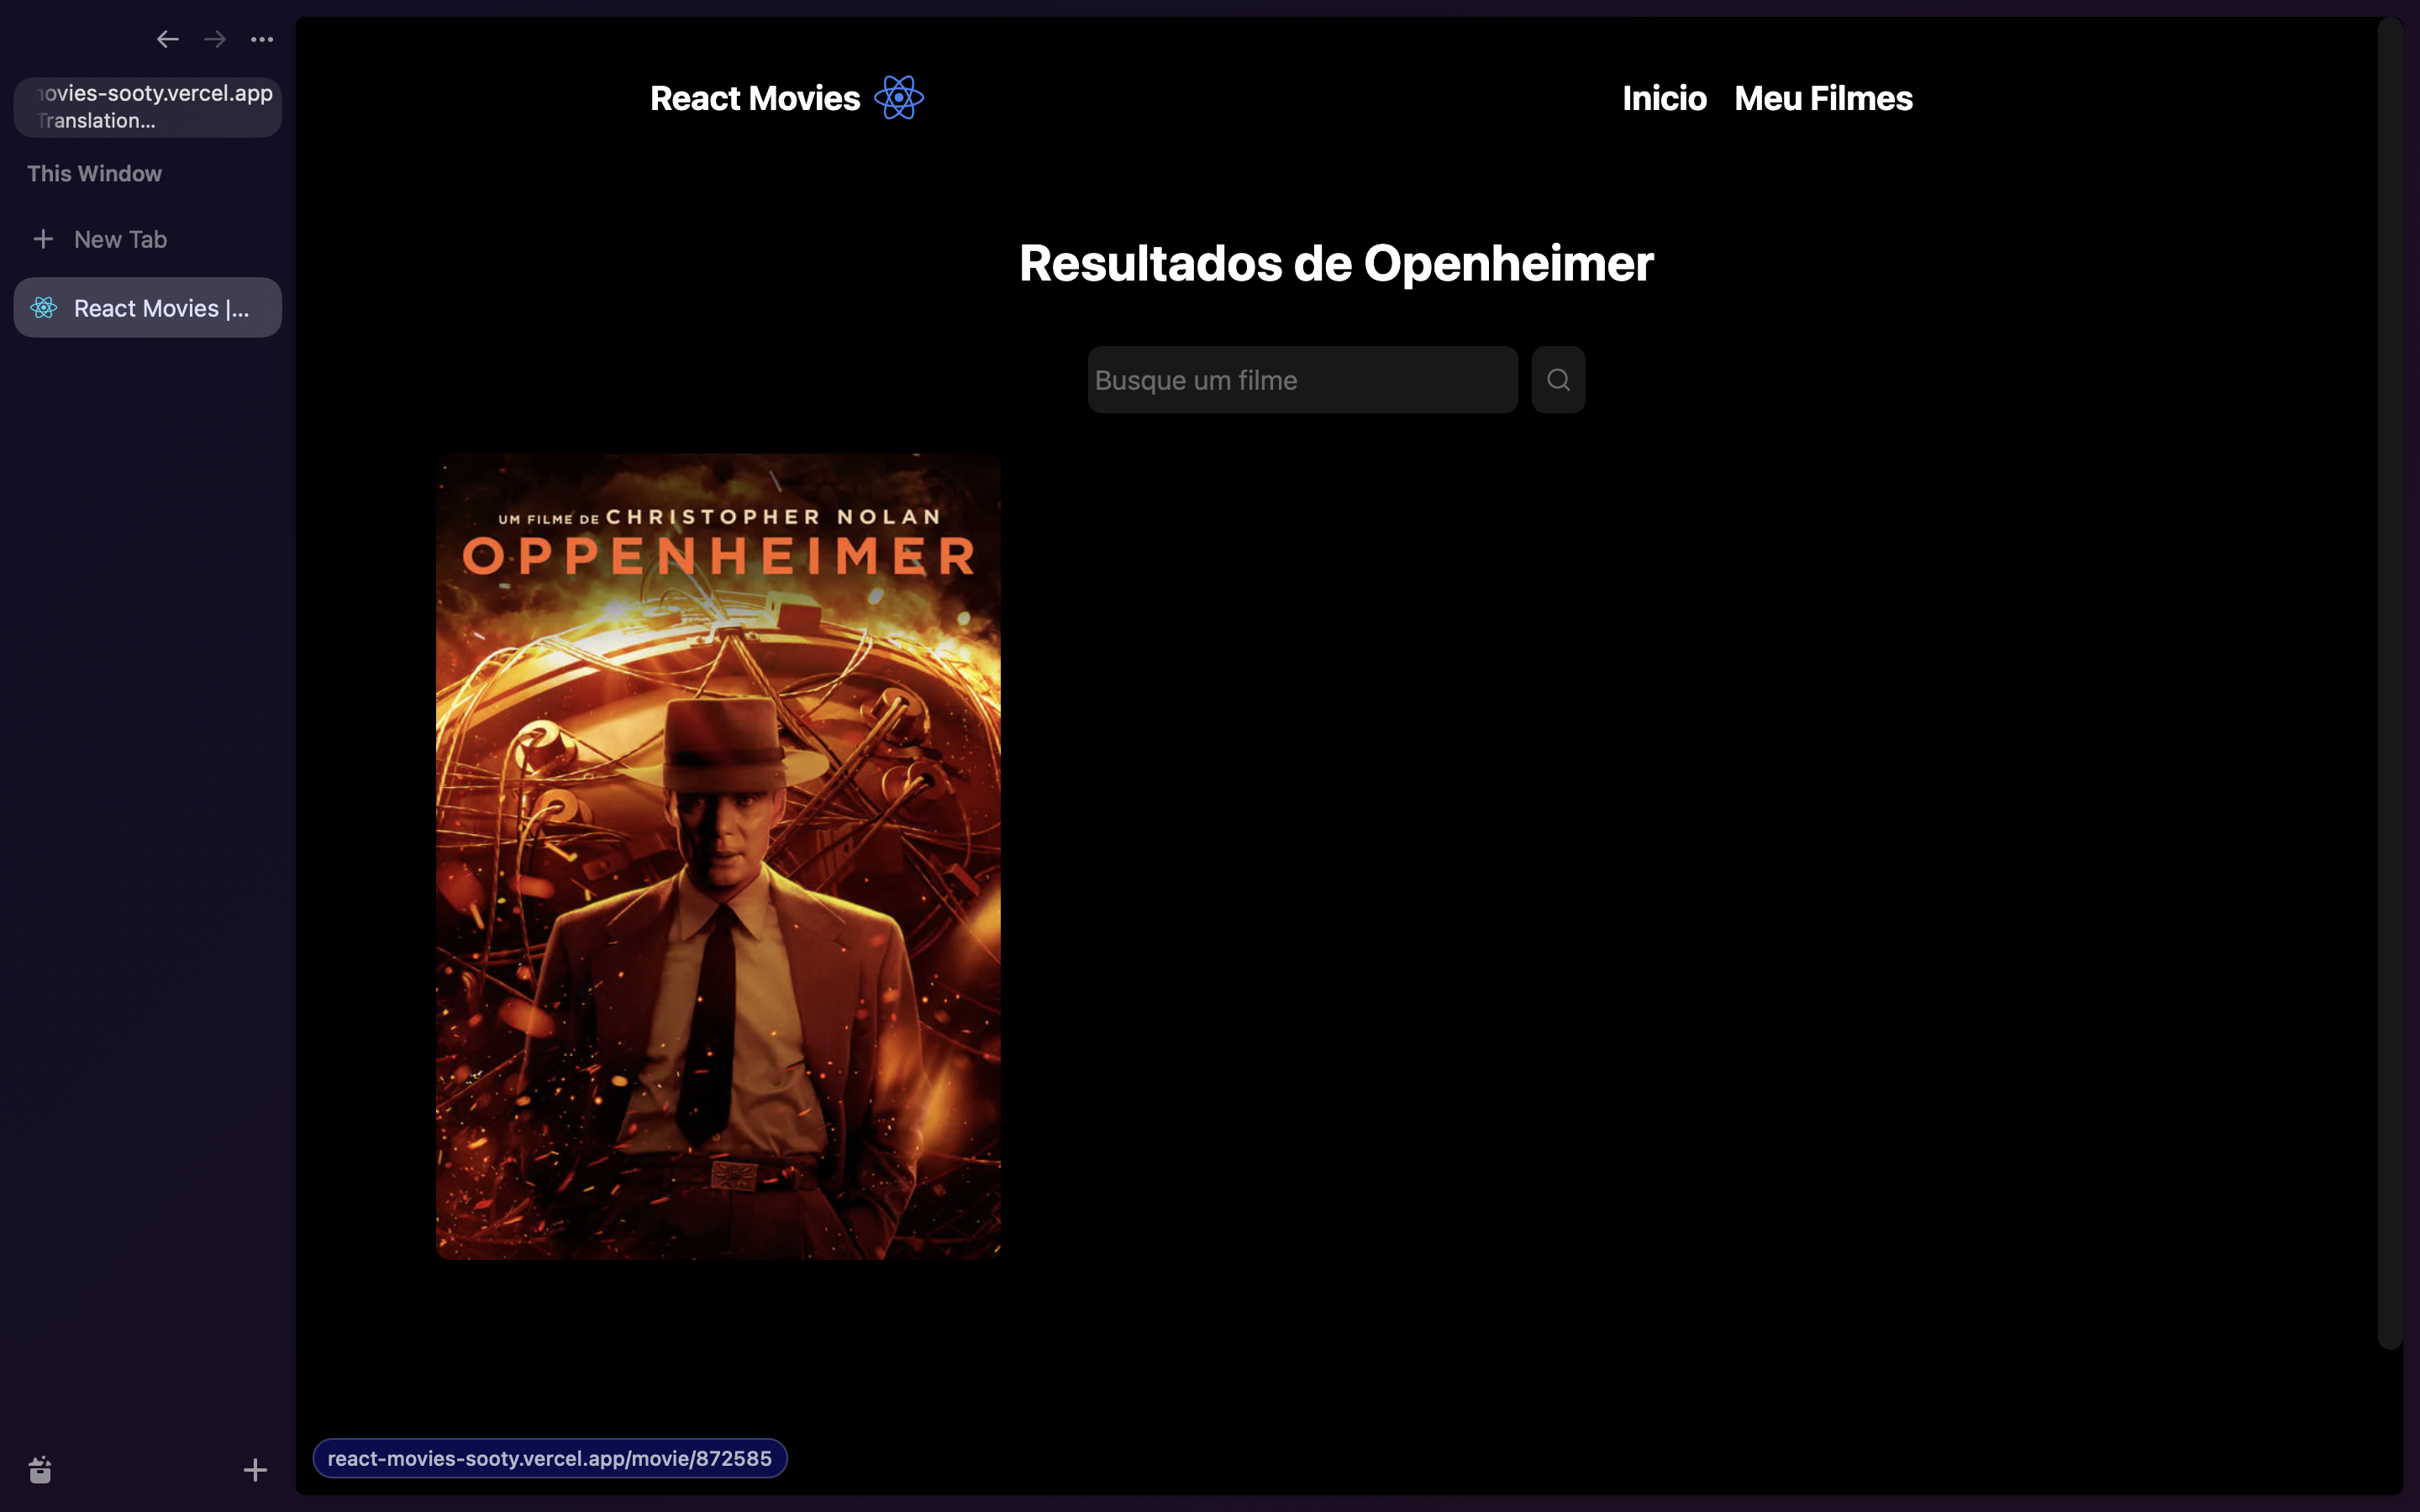 ovies-sooty.vercel.app
Translation...
This Window
New Tab
React Movies |...
React Movies
Inicio Meu Filmes
Resultados de Openheimer
Busque um filme
UM FILME DE CHRISTOPHER NOLAN
OPPENHEIMER
react-movies-sooty.vercel.app/movie/872585